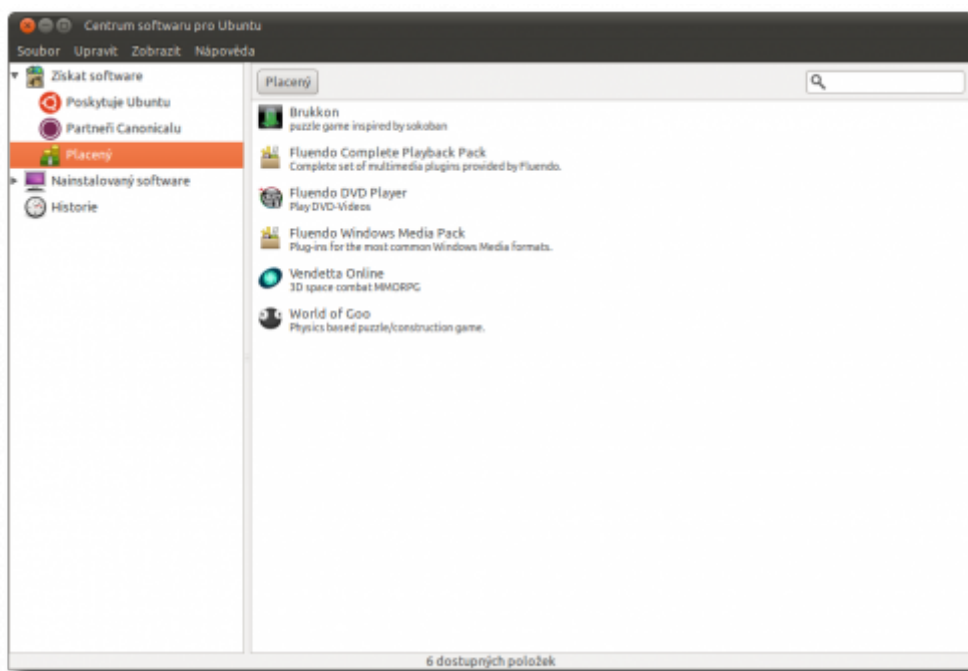 Centrum softwaru pro Ubuntu
Soubor Upravit Zobrazit Nápověda
Získat software
Poskytuje Ubuntu
Partneři Canonicalu
Placený
Nainstalovaný software
Historie
Placený
Brukkon
puzzle game inspired by sokoban
Fluendo Complete Playback Pack
Complete set of multimedia plugins provided by Fluendo.
Fluendo DVD Player
Play DVD-Videos
Fluendo Windows Media Pack
Plug-ins for the most common Windows Media formats.
Vendetta Online
3D space combat MMORPG
World of Goo
Physics based puzzle/construction game.
6 dostupných položek